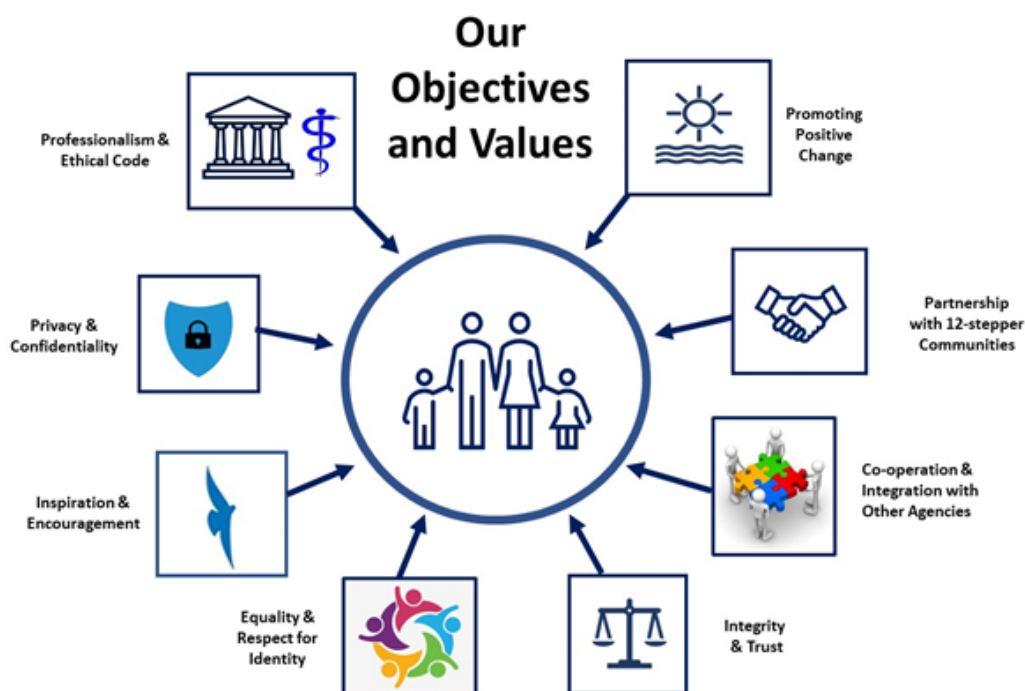 Our
Objectives
and Values
Professionalism &
Ethical Code
Promoting
Positive
Change
Privacy &
Confidentiality
Partnership
with 12-stepper
Communities
Inspiration &
Encouragement
Co-operation &
Integration with
Other Agencies
Equality &
Respect for
Identity
Integrity
& Trust